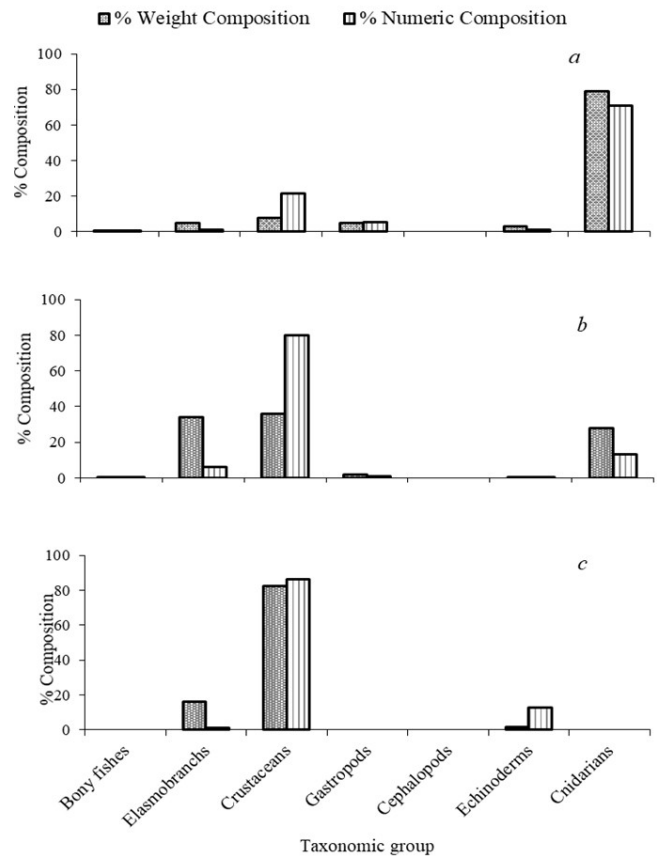 % Weight Composition % Numeric Composition
a
% Composition
100
80
60
40
20
0
b
% Composition
100
80
60
40
20
0
c
% Composition
100
80
60
40
20
0
Bony fishes
Elasmobranchs
Crustaceans
Gastropods
Cephalopods
Echinoderms
Cnidarians
Taxonomic group